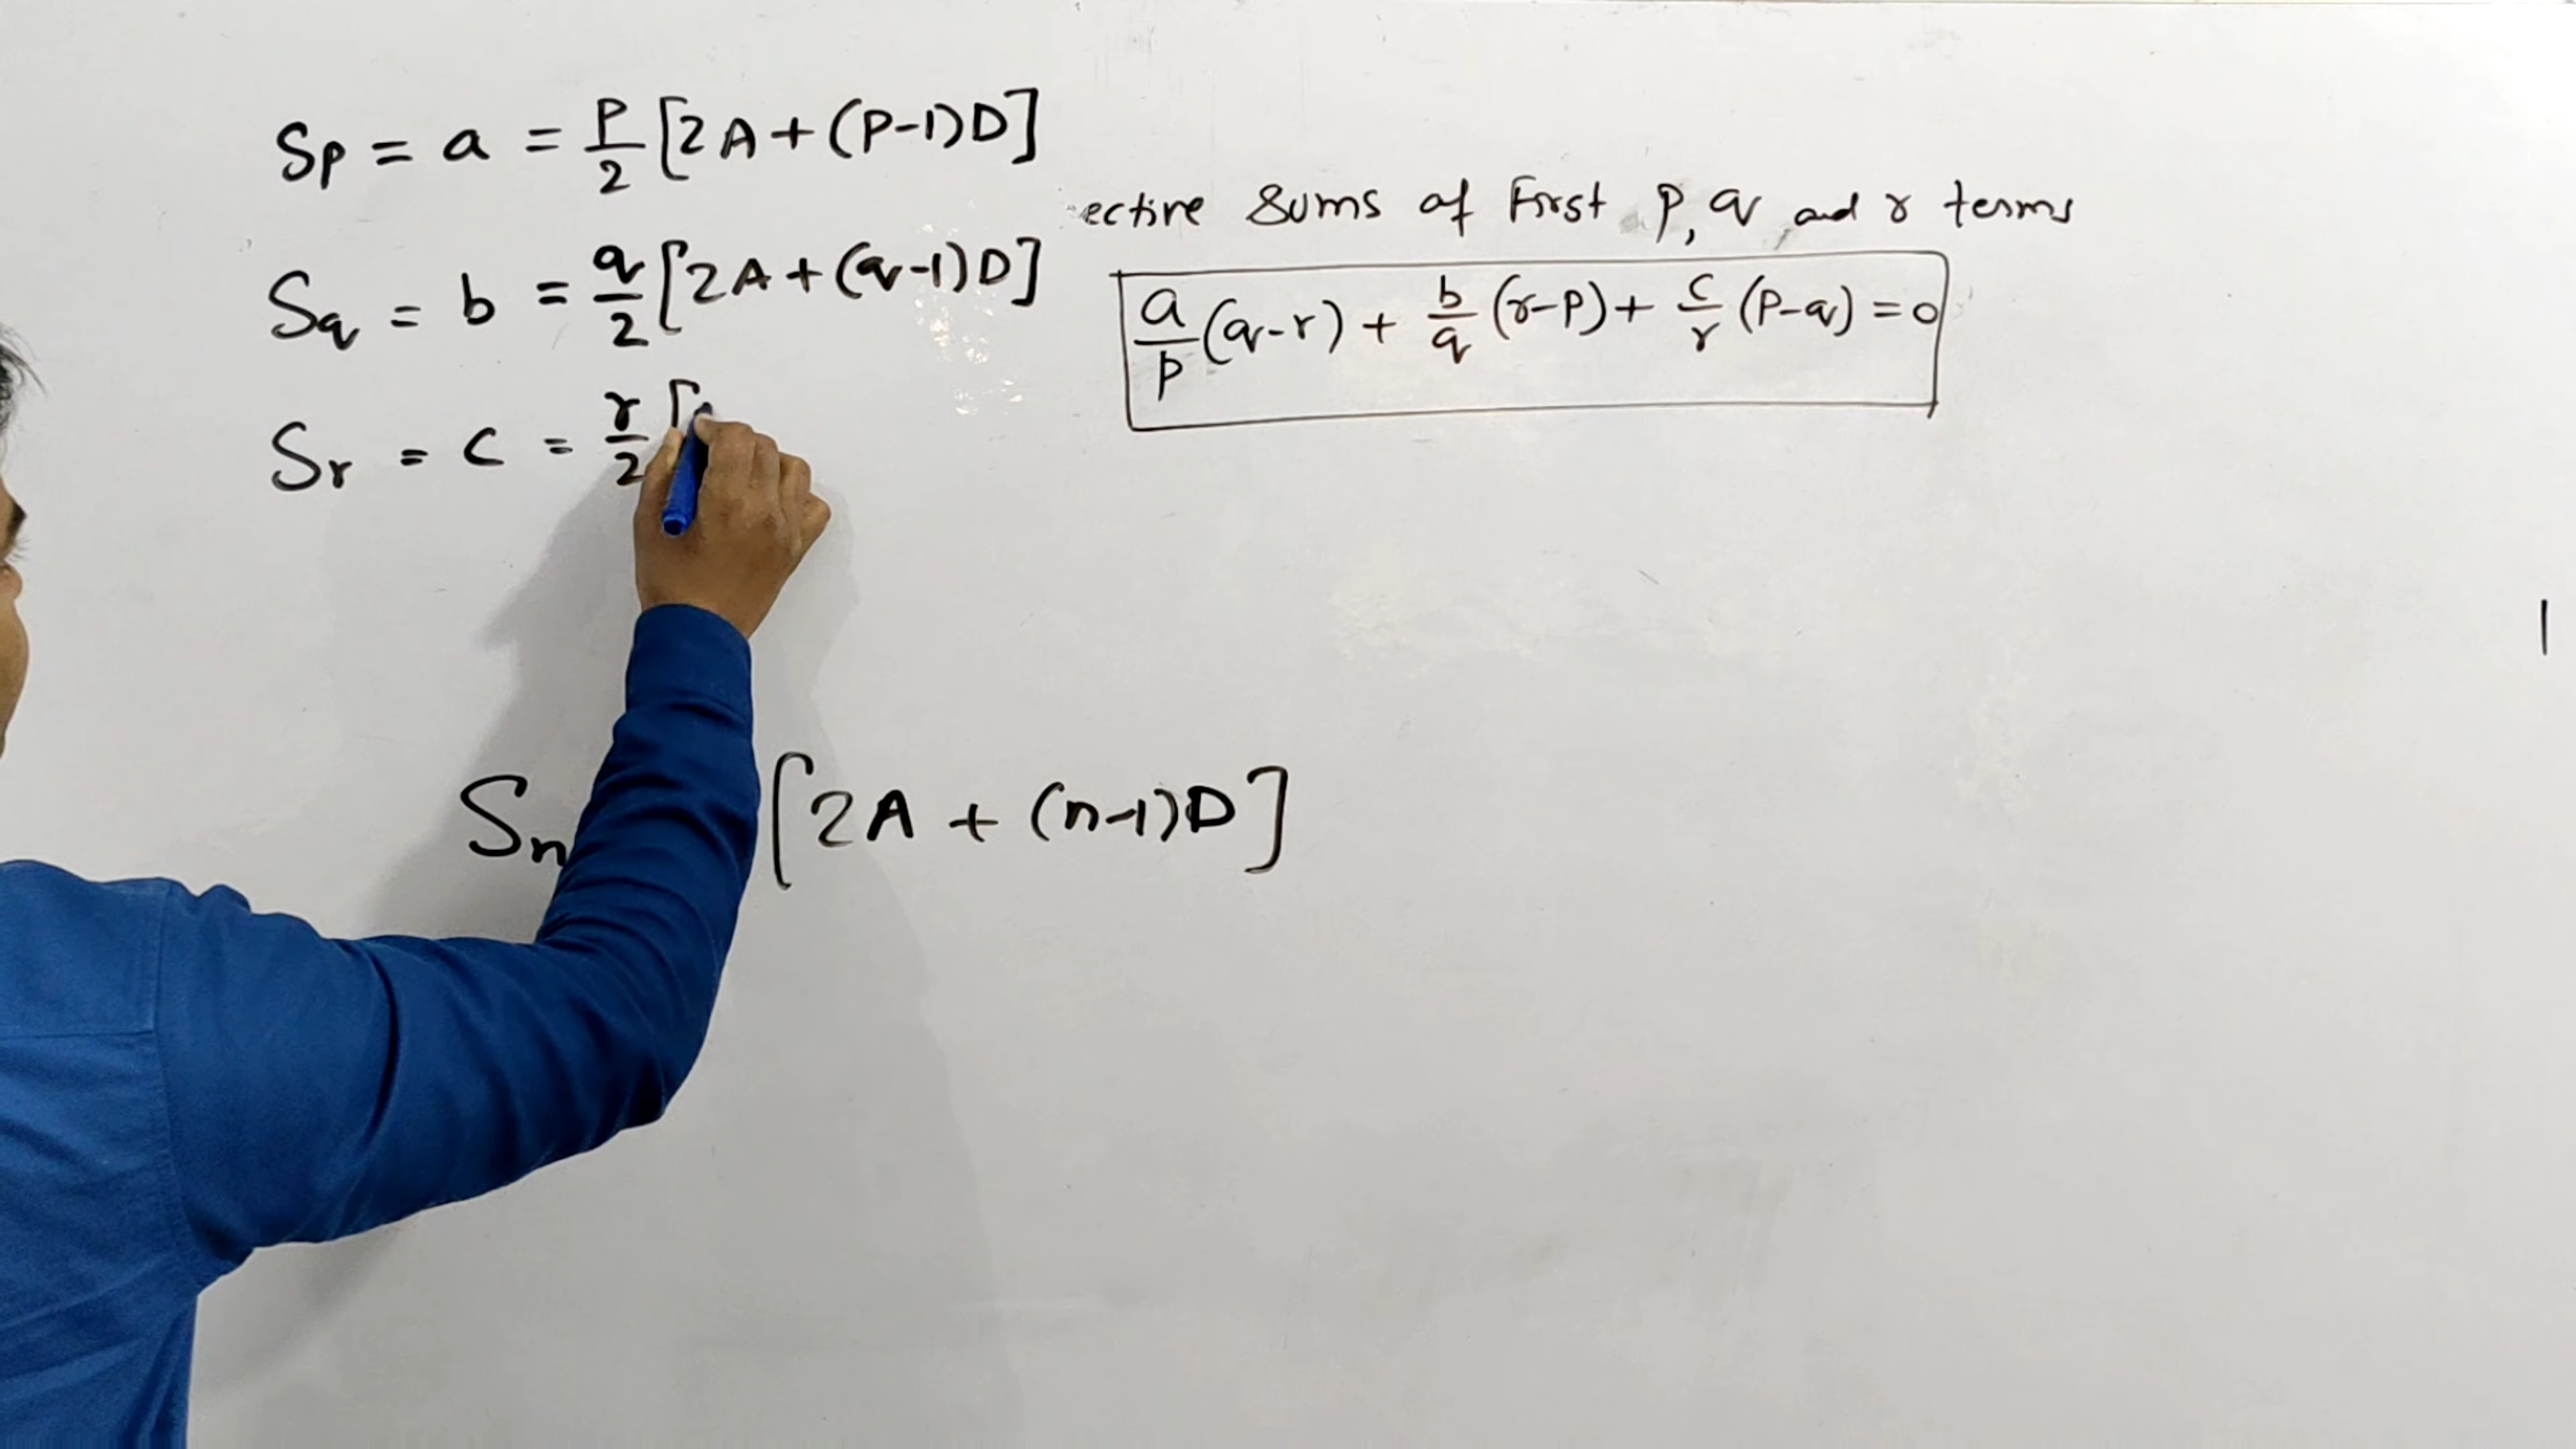 Sp = a = p/2 [2A + (p-1)D]
Sq = b = q/2 [2A + (q-1)D]
Sr = c = r/2 [
ective sums of First p, q and r terms
a/p (q-r) + b/q (r-p) + c/r (p-q) = 0
Sn [2A + (n-1)D]